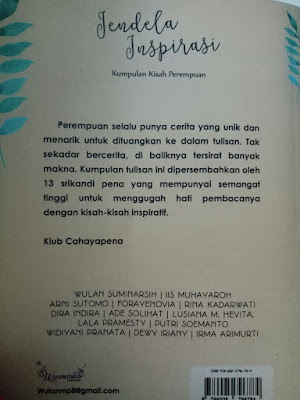 Jendela
Inspirasi
Kumpulan Kisah Perempuan
Perempuan selalu punya cerita yang unik dan
menarik untuk dituangkan ke dalam tulisan. Tak
sekadar bercerita, di baliknya tersirat banyak
makna. Kumpulan tulisan ini dipersembahkan oleh
13 srikandi pena yang mempunyai semangat
tinggi untuk menggugah hati pembacanya
dengan kisah-kisah inspiratif.
Klub Cahayapena
WULAN SUMINARSIH | IIS MUHAYAROH
ARNI SUTOMO | FORAYENOVIA | RINA KADARWATI
DIRA INDIRA | ADE SOLIHAT | LUSIANA M. HEVITA,
LALA PRAMESTY | PUTRI SOEMANTO
WIDIYANI PRANATA | DEWY IRIANY | IRMA ARIMURTI
Wonderland
Wulanmp8@gmail.com